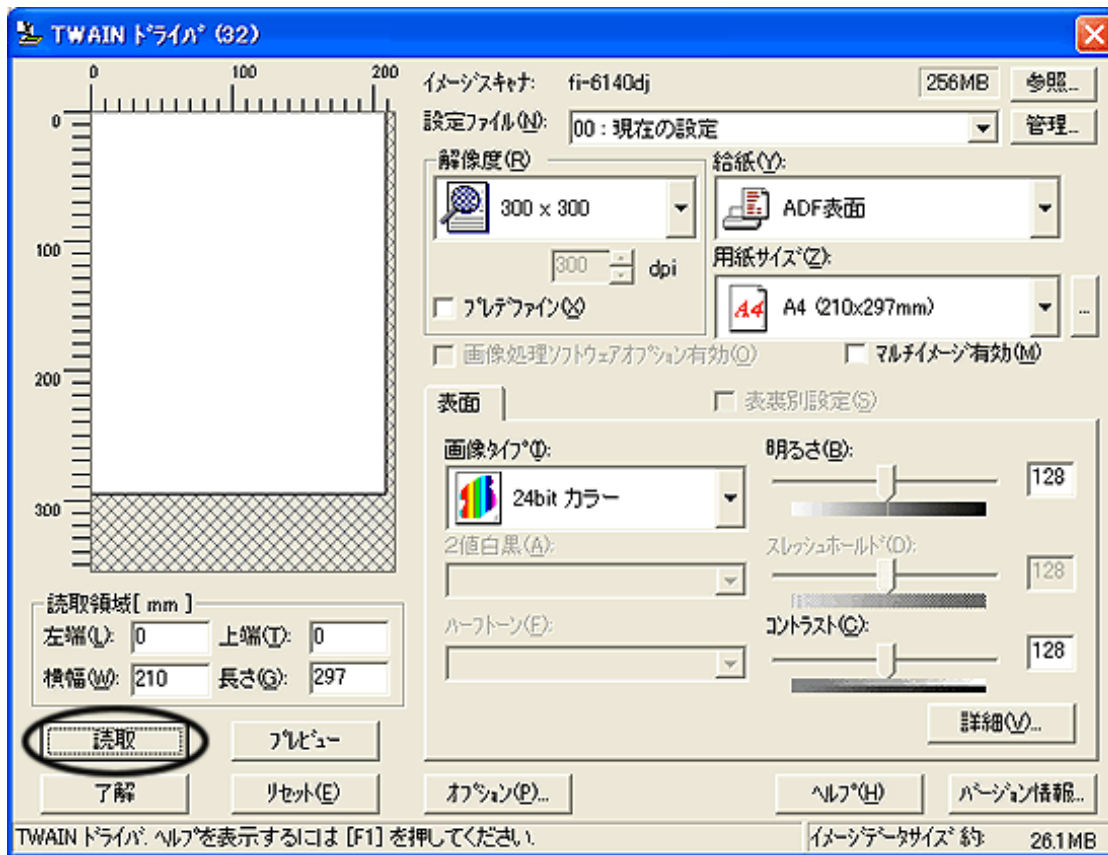 TWAIN ﾄﾞﾗｲﾊﾞ (32)
0 100 200
0
100
200
300
ｲﾒｰｼﾞｽｷｬﾅ: fi-6140dj 256MB 参照...
設定ﾌｧｲﾙ(N): 00 : 現在の設定 管理...
解像度(R)
300 x 300
300 dpi
ﾌﾟﾚﾃﾞﾌｧｲﾝ(X)
給紙(Y):
ADF表面
用紙ｻｲｽﾞ(Z):
A4 A4 (210x297mm) ...
画像処理ｿﾌﾄｳｪｱｵﾌﾟｼｮﾝ有効(O) ﾏﾙﾁｲﾒｰｼﾞ有効(M)
表面 表裏別設定(S)
画像ﾀｲﾌﾟ(I):
24bit カラー
2値白黒(A):
ﾊｰﾌﾄｰﾝ(F):
明るさ(B):
128
ｽﾚｯｼｭﾎｰﾙﾄﾞ(D):
128
ｺﾝﾄﾗｽﾄ(C):
128
詳細(V)...
読取領域[ mm ]
左端(L): 0 上端(T): 0
横幅(W): 210 長さ(G): 297
読取 ﾌﾟﾚﾋﾞｭｰ
了解 ﾘｾｯﾄ(E) ｵﾌﾟｼｮﾝ(P)... ﾍﾙﾌﾟ(H) ﾊﾞｰｼﾞｮﾝ情報...
TWAIN ﾄﾞﾗｲﾊﾞ. ﾍﾙﾌﾟを表示するには [F1] を押してください. ｲﾒｰｼﾞﾃﾞｰﾀｻｲｽﾞ 約: 26.1MB